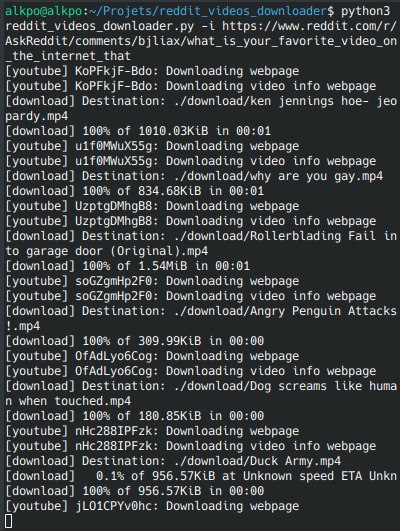 alkpo@alkpo:~/Projets/reddit_videos_downloader$ python3
reddit_videos_downloader.py -i https://www.reddit.com/r/
AskReddit/comments/bjliax/what_is_your_favorite_video_on
_the_internet_that
[youtube] KoPFkjF-Bdo: Downloading webpage
[youtube] KoPFkjF-Bdo: Downloading video info webpage
[download] Destination: ./download/ken jennings hoe- jeo
pardy.mp4
[download] 100% of 1010.03KiB in 00:01
[youtube] u1f0MWuX55g: Downloading webpage
[youtube] u1f0MWuX55g: Downloading video info webpage
[download] Destination: ./download/why are you gay.mp4
[download] 100% of 834.68KiB in 00:01
[youtube] UzptgDMhgB8: Downloading webpage
[youtube] UzptgDMhgB8: Downloading video info webpage
[download] Destination: ./download/Rollerblading Fail in
to garage door (Original).mp4
[download] 100% of 1.54MiB in 00:01
[youtube] soGZgmHp2F0: Downloading webpage
[youtube] soGZgmHp2F0: Downloading video info webpage
[download] Destination: ./download/Angry Penguin Attacks
!.mp4
[download] 100% of 309.99KiB in 00:00
[youtube] OfAdLyo6Cog: Downloading webpage
[youtube] OfAdLyo6Cog: Downloading video info webpage
[download] Destination: ./download/Dog screams like huma
n when touched.mp4
[download] 100% of 180.85KiB in 00:00
[youtube] nHc288IPFzk: Downloading webpage
[youtube] nHc288IPFzk: Downloading video info webpage
[download] Destination: ./download/Duck Army.mp4
[download]   0.1% of 956.57KiB at Unknown speed ETA Unkn
[download] 100% of 956.57KiB in 00:00
[youtube] jLO1CPYv0hc: Downloading webpage